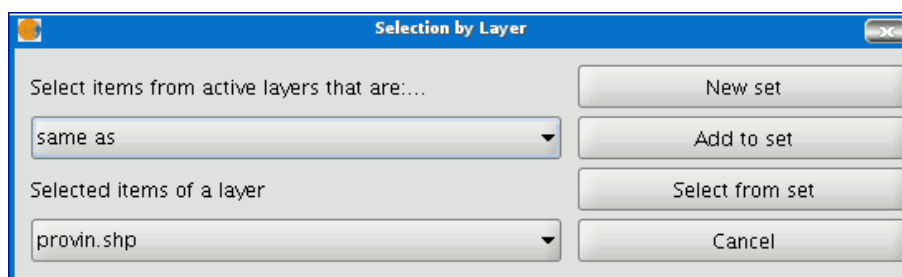 Selection by Layer
Select items from active layers that are:...
New set
same as
Add to set
Selected items of a layer
Select from set
provin.shp
Cancel